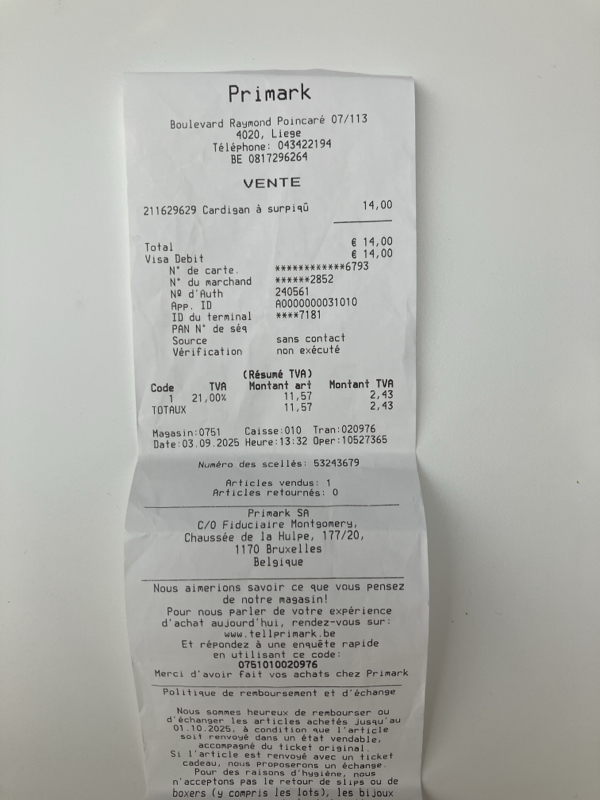 Primark
Boulevard Raymond Poincaré 07/113
4020, Liege
Téléphone: 043422194
BE 0817296264
VENTE
211629629 Cardigan à surpiqû 14,00
Total € 14,00
Visa Debit € 14,00
N° de carte. ************6793
N° du marchand ******2852
Nº d'Auth 240561
App. ID A0000000031010
ID du terminal ****7181
PAN N° de séq
Source sans contact
Vérification non exécuté
(Résumé TVA)
Code TVA Montant art Montant TVA
1 21,00% 11,57 2,43
TOTAUX 11,57 2,43
Magasin:0751 Caisse:010 Tran:020976
Date:03.09.2025 Heure:13:32 Oper:10527365
Numéro des scellés: 53243679
Articles vendus: 1
Articles retournés: 0
Primark SA
C/O Fiduciaire Montgomery,
Chaussée de la Hulpe, 177/20,
1170 Bruxelles
Belgique
Nous aimerions savoir ce que vous pensez
de notre magasin!
Pour nous parler de votre expérience
d'achat aujourd'hui, rendez-vous sur:
www.tellprimark.be
Et répondez à une enquête rapide
en utilisant ce code:
0751010020976
Merci d'avoir fait vos achats chez Primark
Politique de remboursement et d'échange
Nous sommes heureux de rembourser ou
d'échanger les articles achetés jusqu'au
01.10.2025, à condition que l'article
soit renvoyé dans un état vendable,
accompagné du ticket original.
Si l'article est renvoyé avec un ticket
cadeau, nous proposerons un échange.
Pour des raisons d'hygiène, nous
n'acceptons pas le retour de slips ou de
boxers (y compris les lots), les bijoux